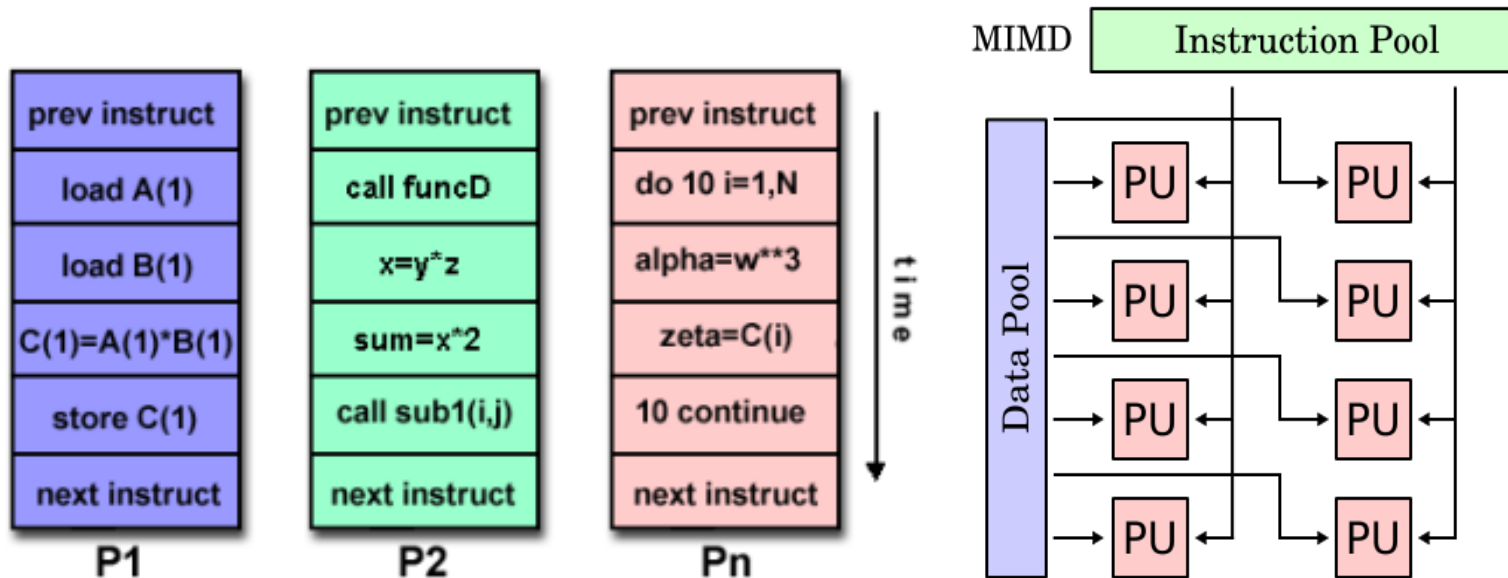 prev instruct
load A(1)
load B(1)
C(1)=A(1)*B(1)
store C(1)
next instruct
P1
prev instruct
call funcD
x=y*z
sum=x*2
call sub1(i,j)
next instruct
P2
prev instruct
do 10 i=1,N
alpha=w**3
zeta=C(i)
10 continue
next instruct
Pn
time
MIMD
Instruction Pool
Data Pool
PU
PU
PU
PU
PU
PU
PU
PU